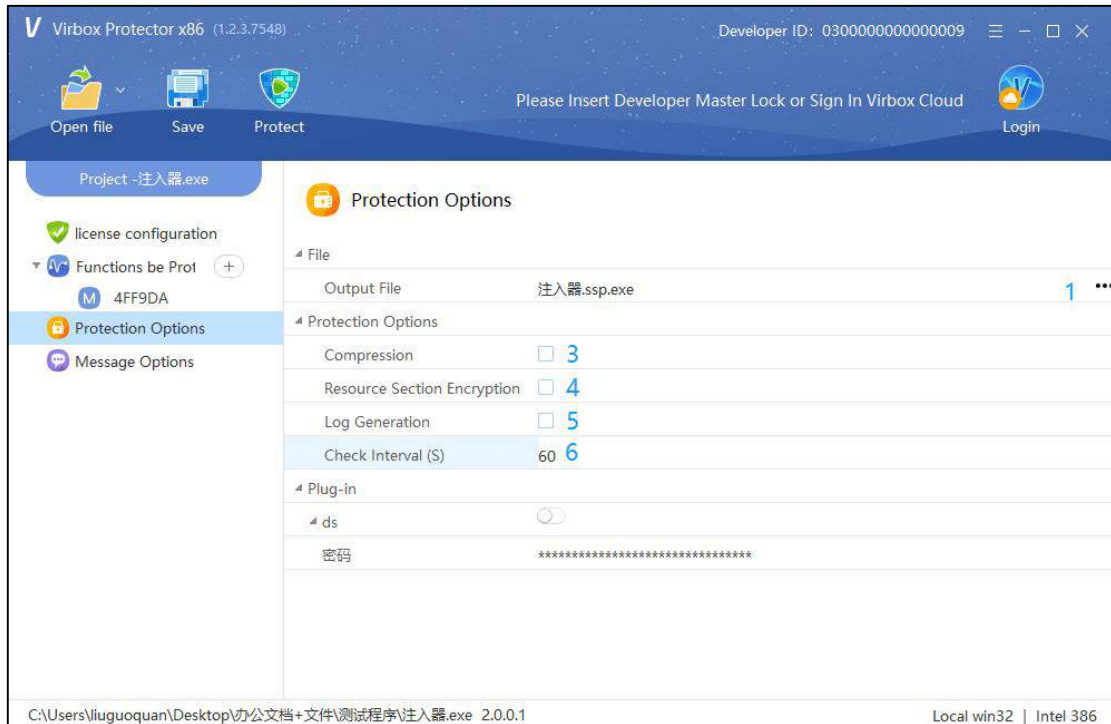 V Virbox Protector x86 (1.2.3.7548) Developer ID: 0300000000000009
Please Insert Developer Master Lock or Sign In Virbox Cloud
Open file Save Protect Login
Project -注入器.exe
license configuration
Functions be Prot +
M 4FF9DA
Protection Options
Message Options
Protection Options
File
Output File 注入器.ssp.exe 1 •••
Protection Options
Compression 3
Resource Section Encryption 4
Log Generation 5
Check Interval (S) 60 6
Plug-in
ds
密码 *********************************
C:\Users\liuguoquan\Desktop\办公文档+文件\测试程序\注入器.exe 2.0.0.1 Local win32 | Intel 386